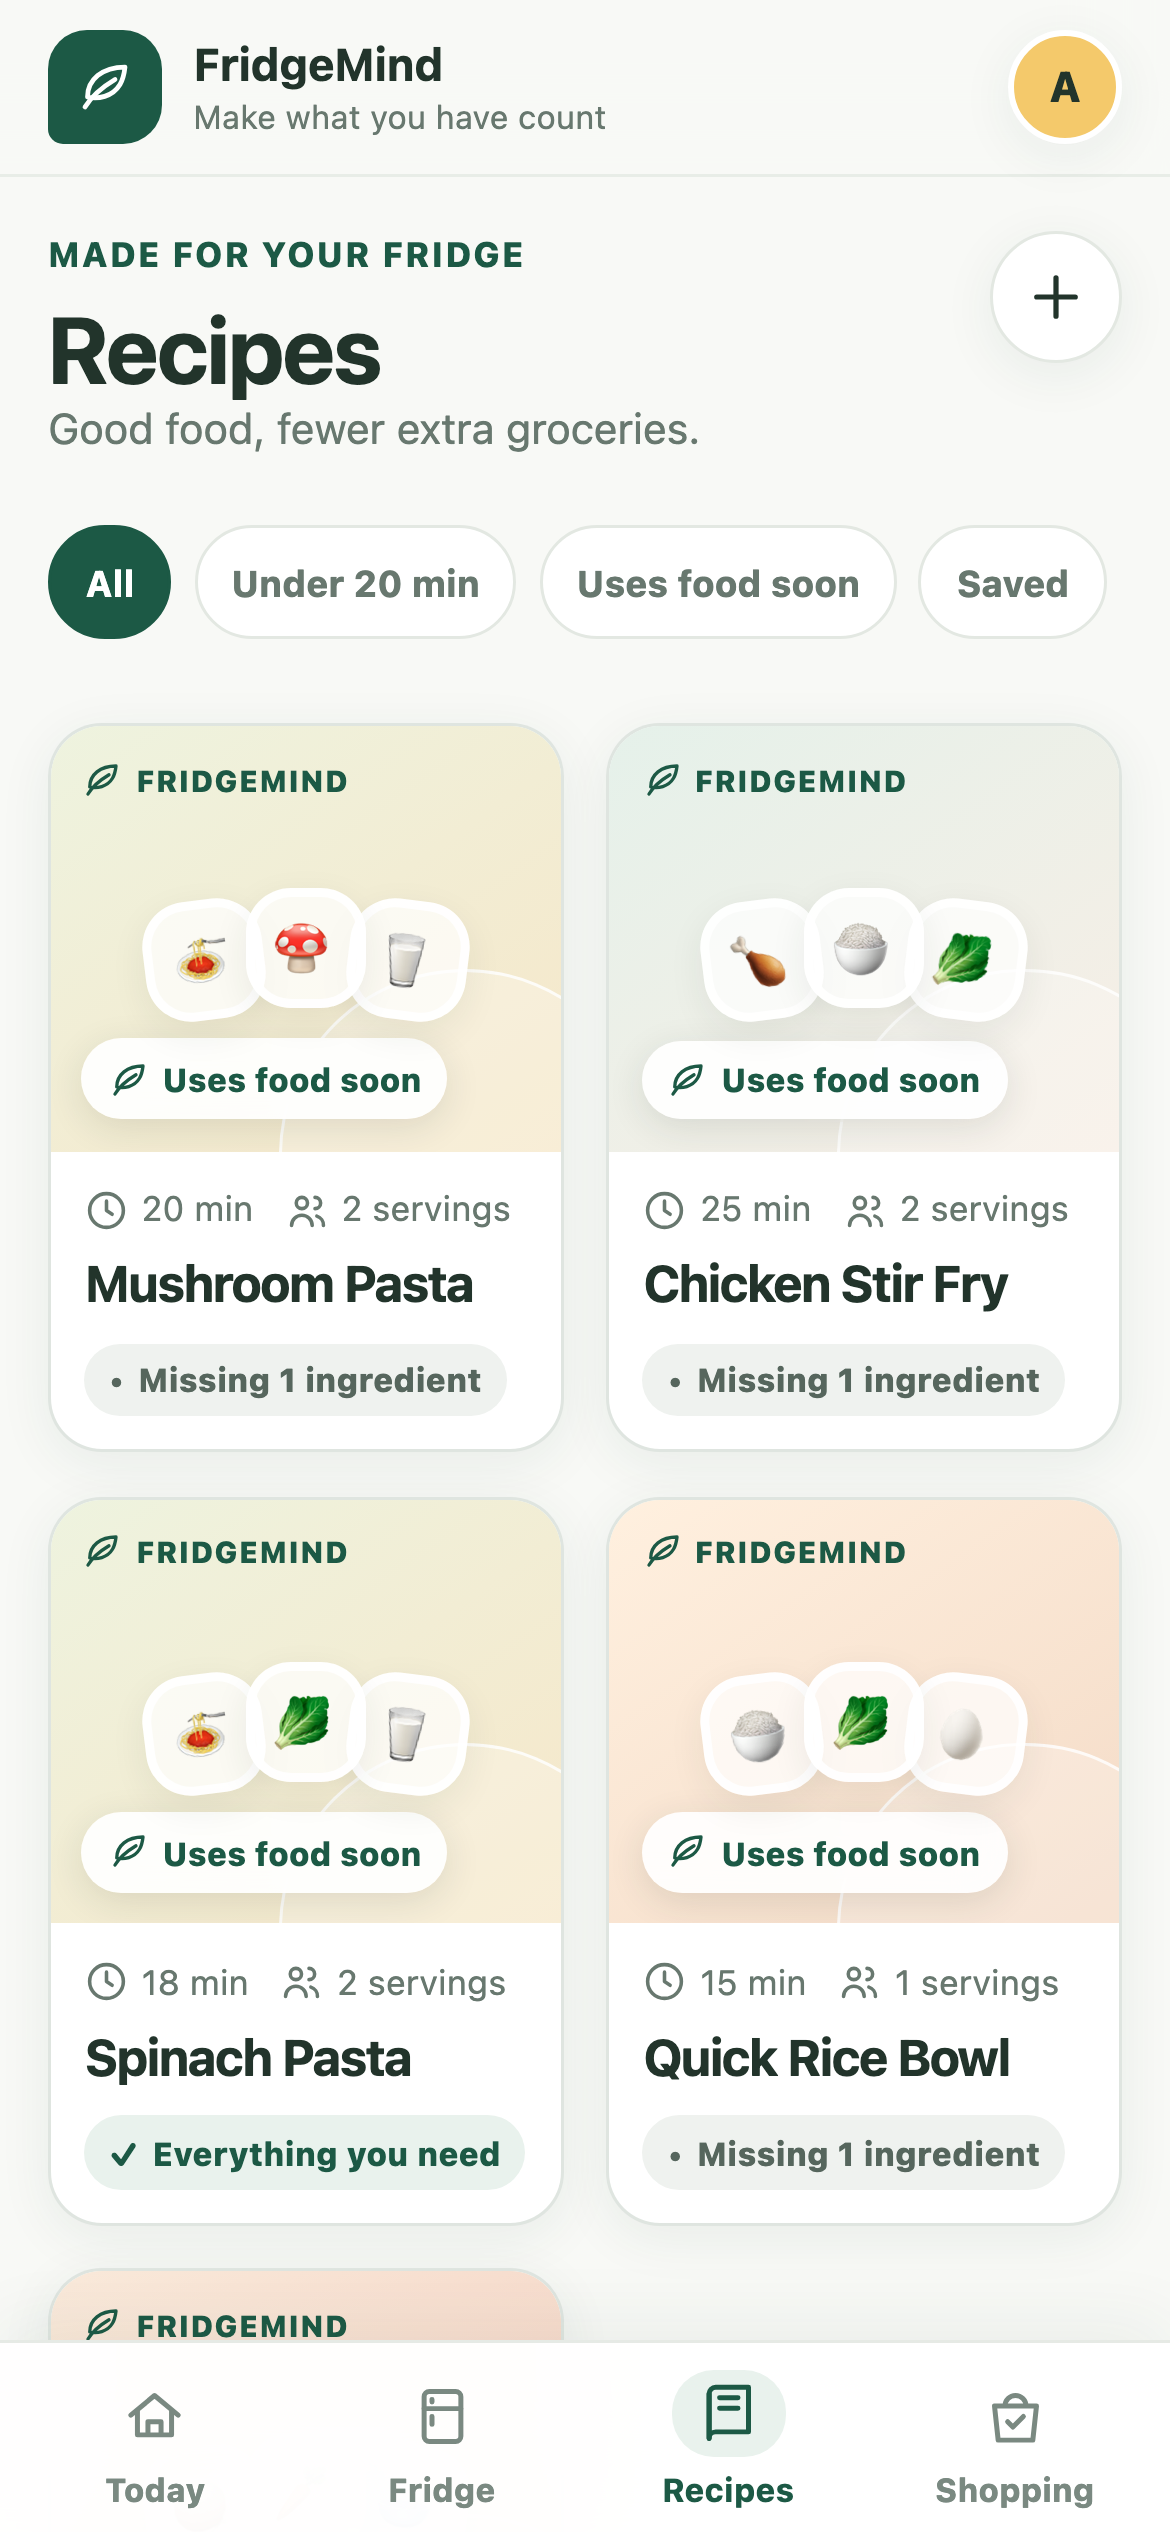 FridgeMind
Make what you have count
A
MADE FOR YOUR FRIDGE
Recipes
Good food, fewer extra groceries.
All
Under 20 min
Uses food soon
Saved
FRIDGEMIND
Uses food soon
20 min
2 servings
Mushroom Pasta
• Missing 1 ingredient
FRIDGEMIND
Uses food soon
25 min
2 servings
Chicken Stir Fry
• Missing 1 ingredient
FRIDGEMIND
Uses food soon
18 min
2 servings
Spinach Pasta
✓ Everything you need
FRIDGEMIND
Uses food soon
15 min
1 servings
Quick Rice Bowl
• Missing 1 ingredient
FRIDGEMIND
Today
Fridge
Recipes
Shopping